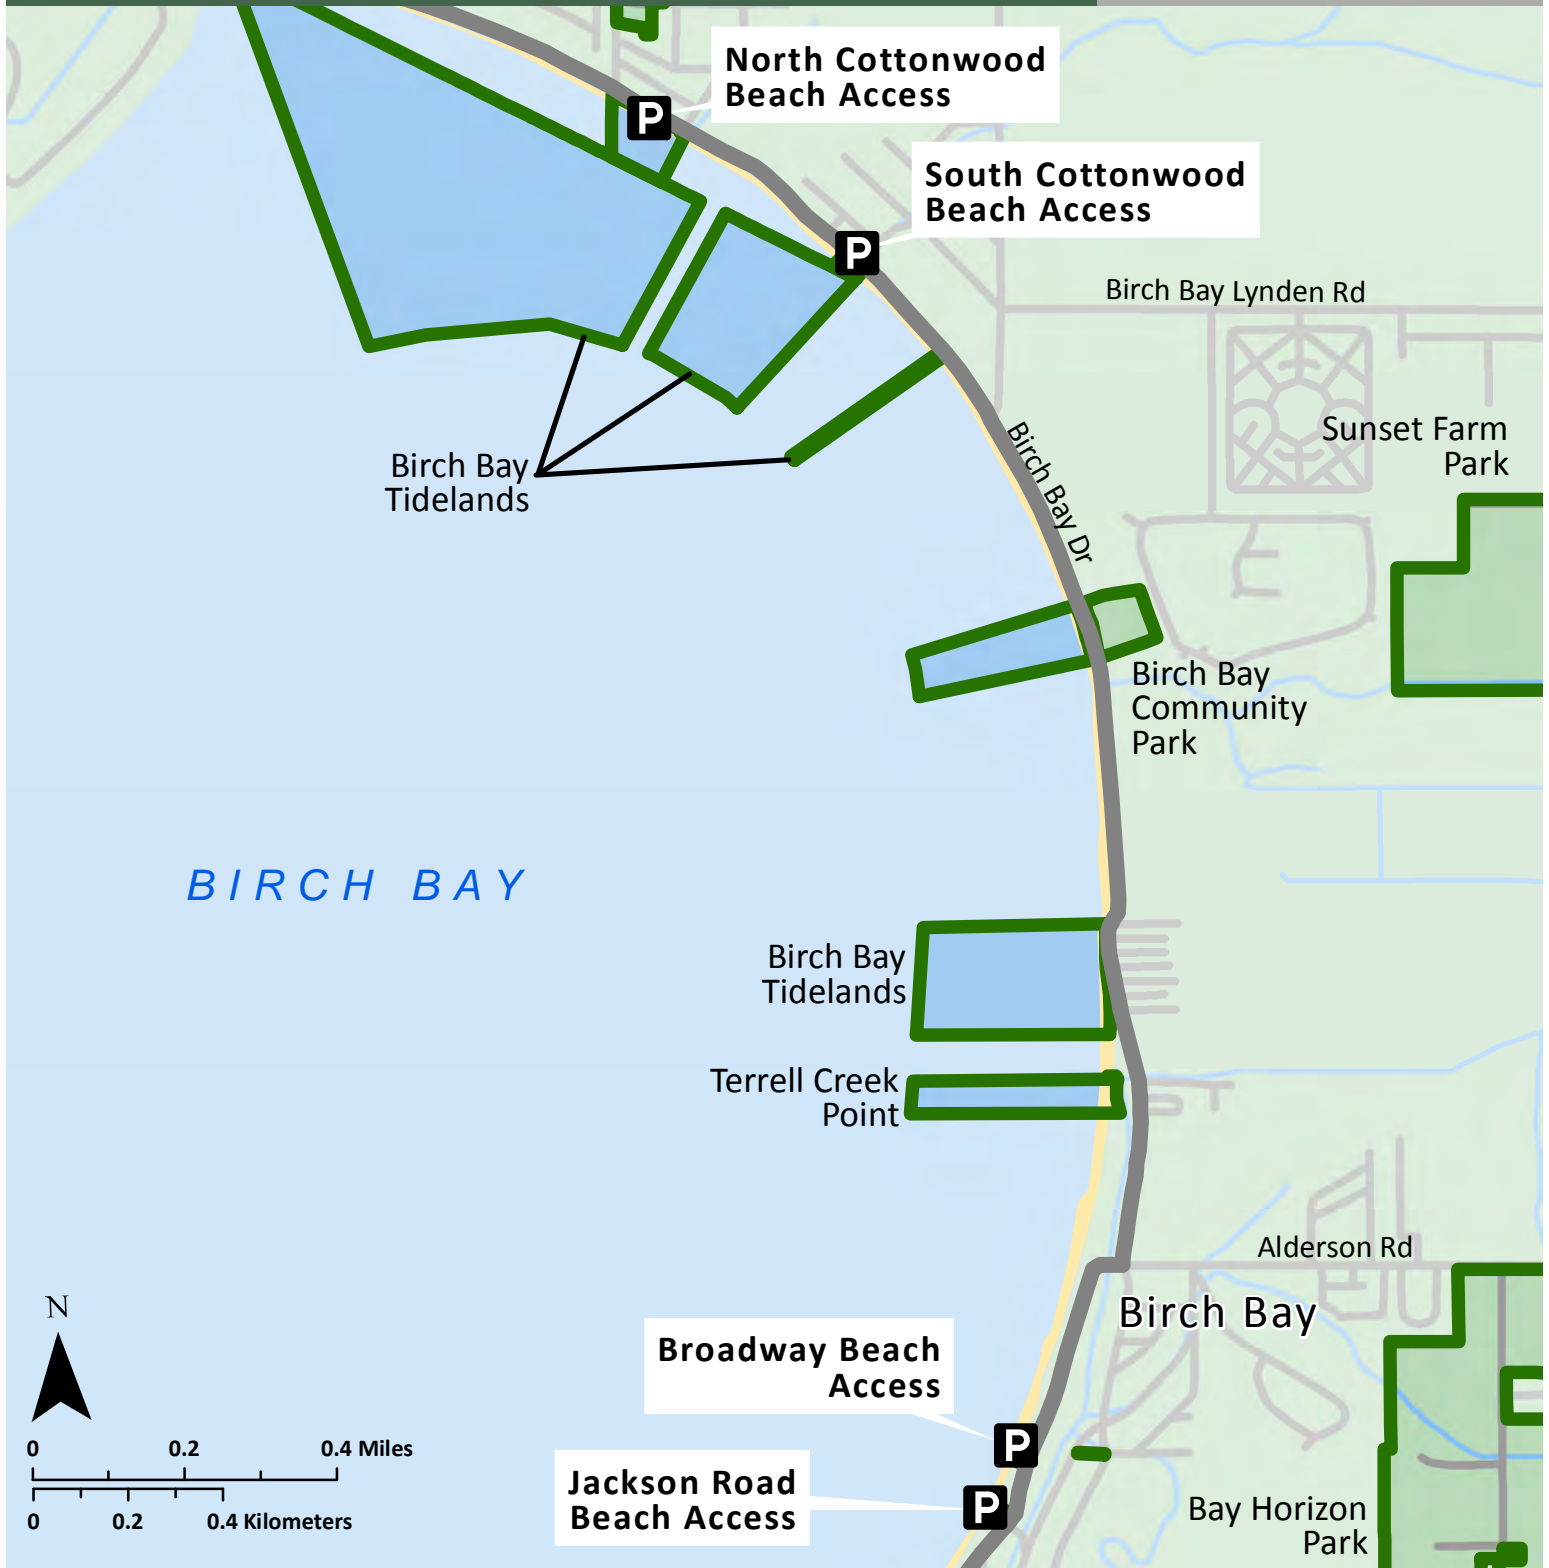 North Cottonwood
Beach Access
P
South Cottonwood
Beach Access
P
Birch Bay Lynden Rd
Sunset Farm
Park
Birch Bay Dr
Birch Bay
Tidelands
Birch Bay
Community
Park
BIRCH BAY
Birch Bay
Tidelands
Terrell Creek
Point
Alderson Rd
Birch Bay
N
Broadway Beach
Access
P
0 0.2 0.4 Miles
Jackson Road
Beach Access
P
0 0.2 0.4 Kilometers
Bay Horizon
Park